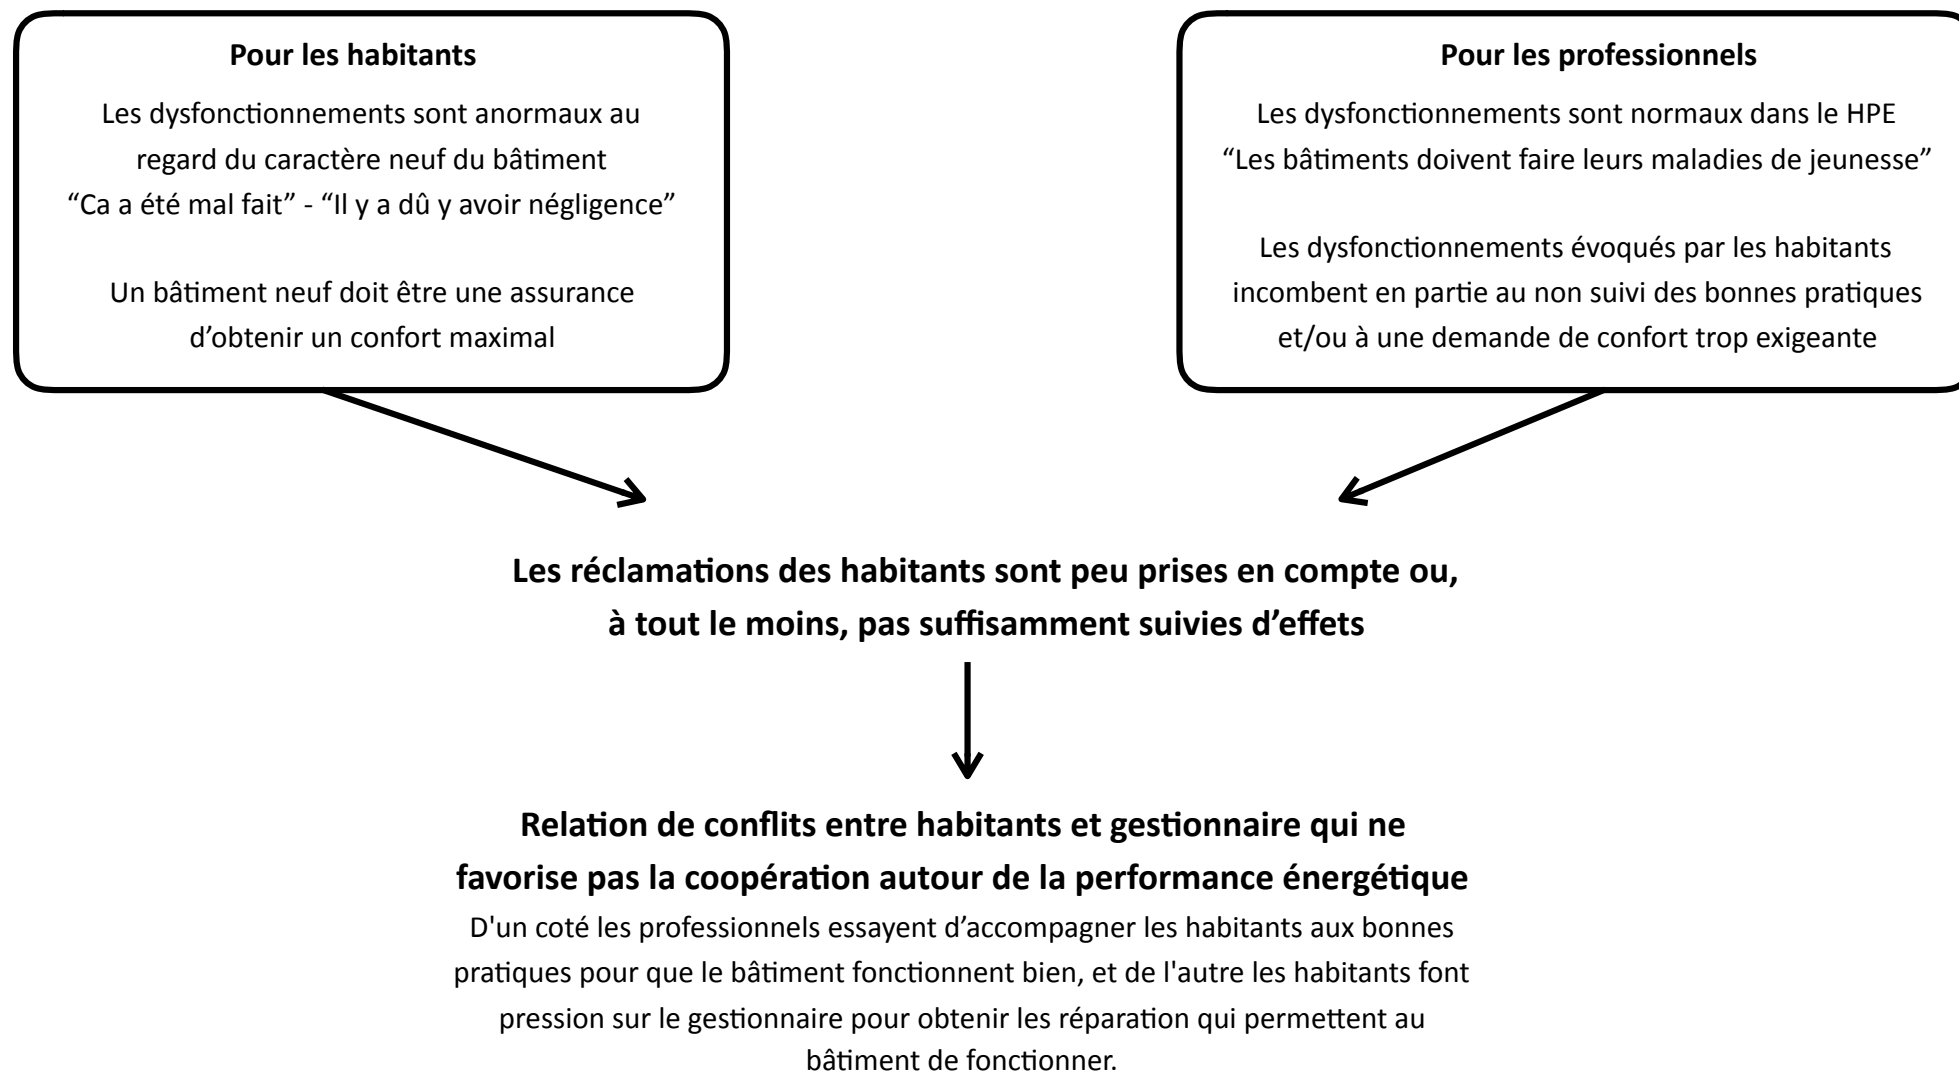 Pour les habitants
Les dysfonctionnements sont anormaux au
regard du caractère neuf du bâtiment
“Ca a été mal fait” - “Il y a dû y avoir négligence”
Un bâtiment neuf doit être une assurance
d’obtenir un confort maximal
Pour les professionnels
Les dysfonctionnements sont normaux dans le HPE
“Les bâtiments doivent faire leurs maladies de jeunesse”
Les dysfonctionnements évoqués par les habitants
incombent en partie au non suivi des bonnes pratiques
et/ou à une demande de confort trop exigeante
Les réclamations des habitants sont peu prises en compte ou,
à tout le moins, pas suffisamment suivies d’effets
Relation de conflits entre habitants et gestionnaire qui ne
favorise pas la coopération autour de la performance énergétique
D'un coté les professionnels essayent d’accompagner les habitants aux bonnes
pratiques pour que le bâtiment fonctionnent bien, et de l'autre les habitants font
pression sur le gestionnaire pour obtenir les réparation qui permettent au
bâtiment de fonctionner.